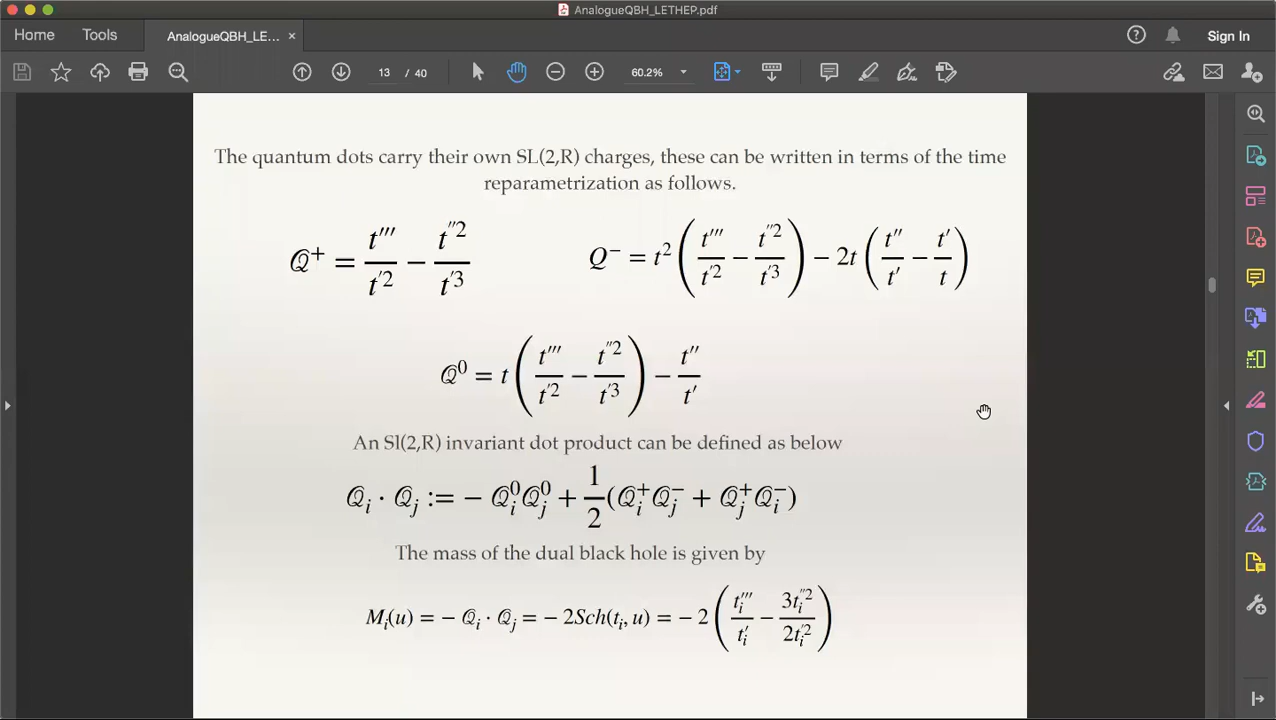 AnalogueQBH_LETHEP.pdf
Home Tools AnalogueQBH_LE... × Sign In
13 / 40 60.2%
The quantum dots carry their own SL(2,R) charges, these can be written in terms of the time
reparametrization as follows.
𝒬⁺ = t′′′/t′² − t′′²/t′³ Q⁻ = t² (t′′′/t′² − t′′²/t′³) − 2t (t′′/t′ − t′/t)
𝒬⁰ = t (t′′′/t′² − t′′²/t′³) − t′′/t′
An Sl(2,R) invariant dot product can be defined as below
𝒬ᵢ · 𝒬ⱼ := − 𝒬ᵢ⁰𝒬ⱼ⁰ + 1/2 (𝒬ᵢ⁺𝒬ⱼ⁻ + 𝒬ⱼ⁺𝒬ᵢ⁻)
The mass of the dual black hole is given by
Mᵢ(u) = − 𝒬ᵢ · 𝒬ⱼ = − 2Sch(tᵢ, u) = − 2 (tᵢ′′′/tᵢ′ − 3tᵢ′′²/2tᵢ′²)